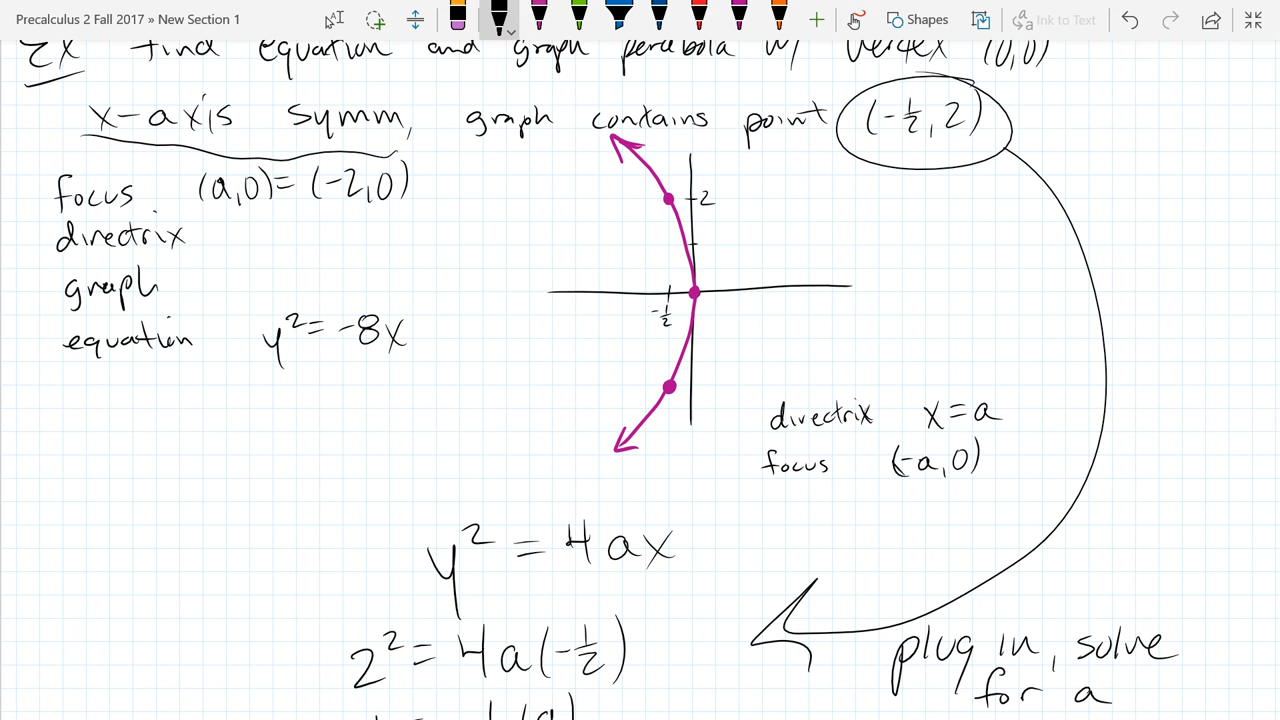 Precalculus 2 Fall 2017 » New Section 1
Shapes
Ink to Text
Ex find equation and graph parabola w/ vertex (0,0)
x-axis symm, graph contains point (-1/2, 2)
focus (a,0) = (-2,0)
directrix
graph
equation y² = -8x
2
-1/2
directrix x = a
focus (-a,0)
y² = 4ax
2² = 4a(-1/2)
plug in, solve
for a